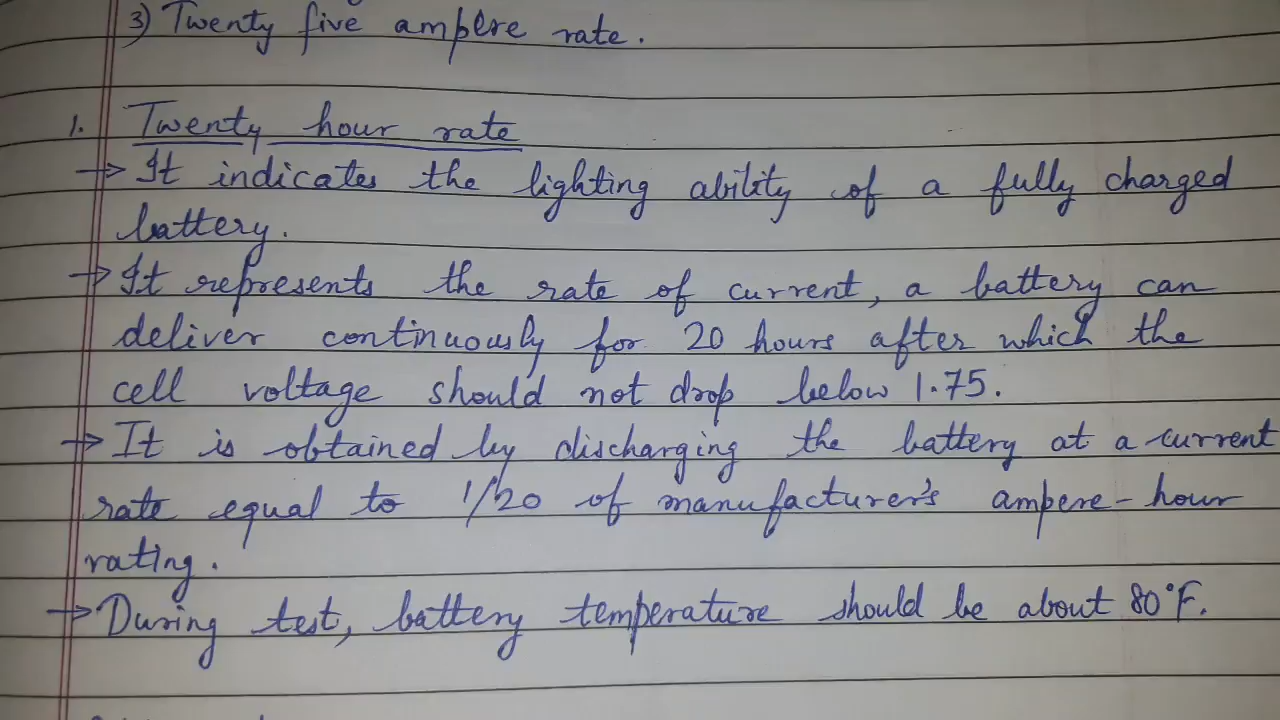 3) Twenty five ampere rate.
1. Twenty hour rate
→ It indicates the lighting ability of a fully charged
battery.
→ It represents the rate of current, a battery can
deliver continuously for 20 hours after which the
cell voltage should not drop below 1.75.
→ It is obtained by discharging the battery at a current
rate equal to 1/20 of manufacturer's ampere-hour
rating.
→ During test, battery temperature should be about 80°F.